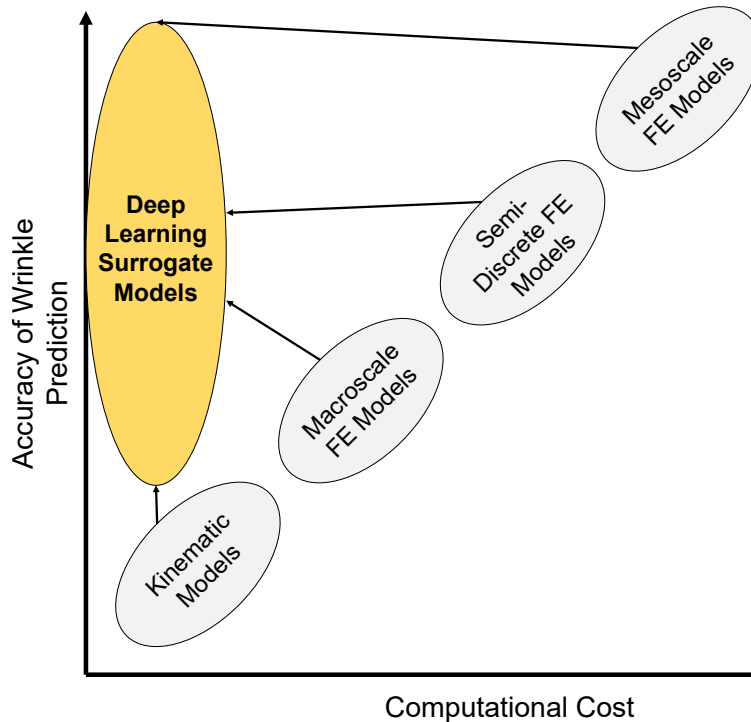 Mesoscale
FE Models
Semi-
Discrete FE
Models
Deep
Learning
Surrogate
Models
Macroscale
FE Models
Kinematic
Models
Accuracy of Wrinkle
Prediction
Computational Cost